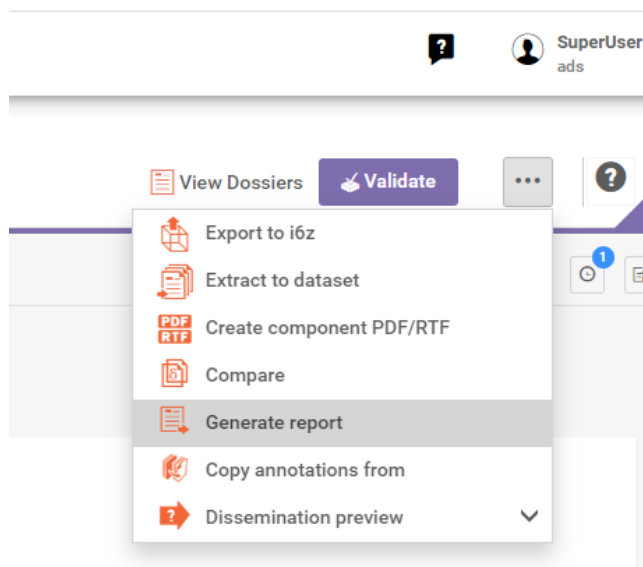 SuperUser
ads
View Dossiers
Validate
Export to i6z
Extract to dataset
PDF
RTF
Create component PDF/RTF
δ
Compare
Generate report
Copy annotations from
Dissemination preview
1